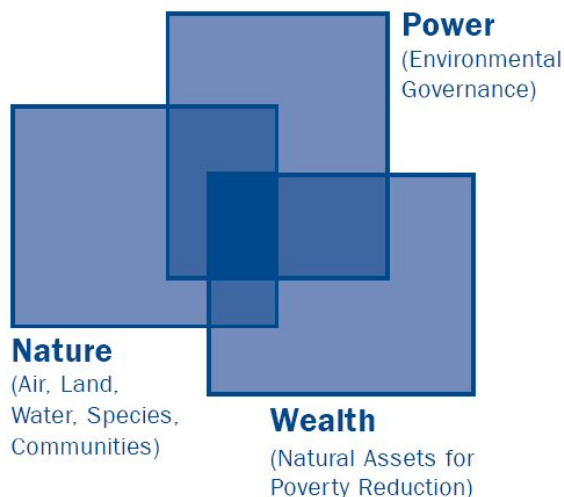 Power
(Environmental
Governance)
Nature
(Air, Land,
Water, Species,
Communities)
Wealth
(Natural Assets for
Poverty Reduction)